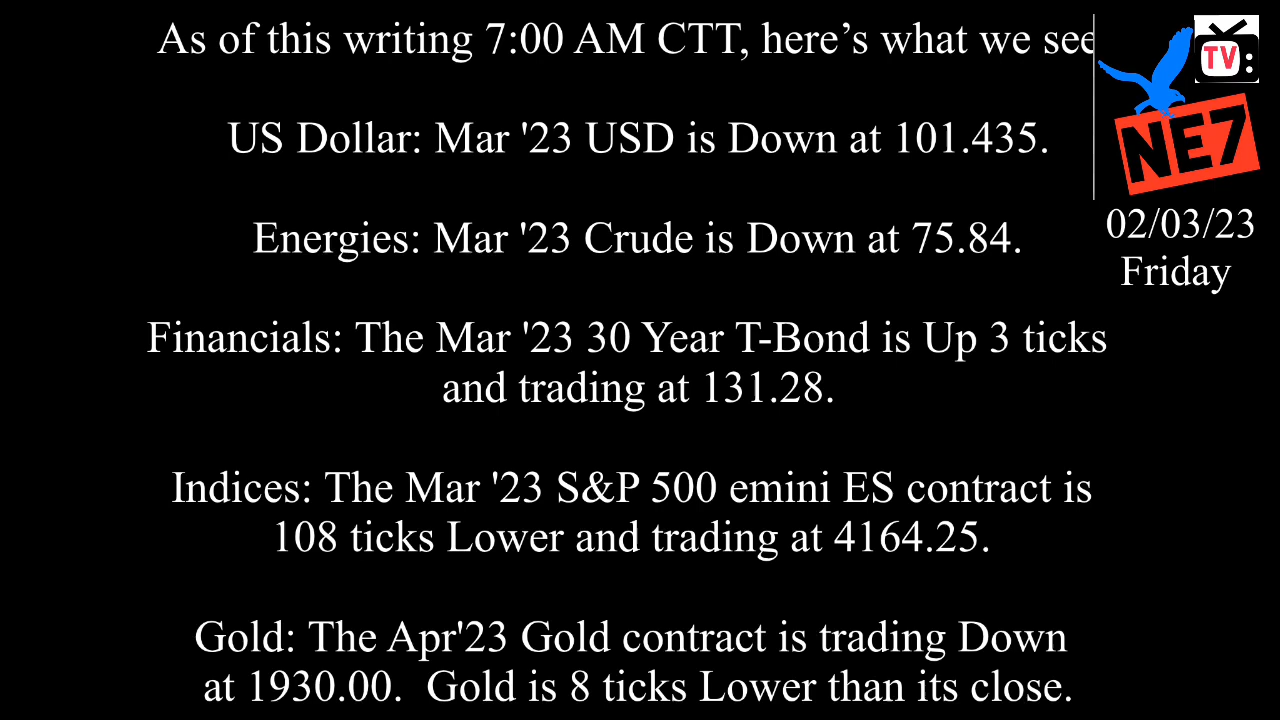 As of this writing 7:00 AM CTT, here’s what we see
US Dollar: Mar '23 USD is Down at 101.435.
Energies: Mar '23 Crude is Down at 75.84.
Financials: The Mar '23 30 Year T-Bond is Up 3 ticks
and trading at 131.28.
Indices: The Mar '23 S&P 500 emini ES contract is
108 ticks Lower and trading at 4164.25.
Gold: The Apr'23 Gold contract is trading Down
at 1930.00.  Gold is 8 ticks Lower than its close.
TV
NE7
02/03/23
Friday